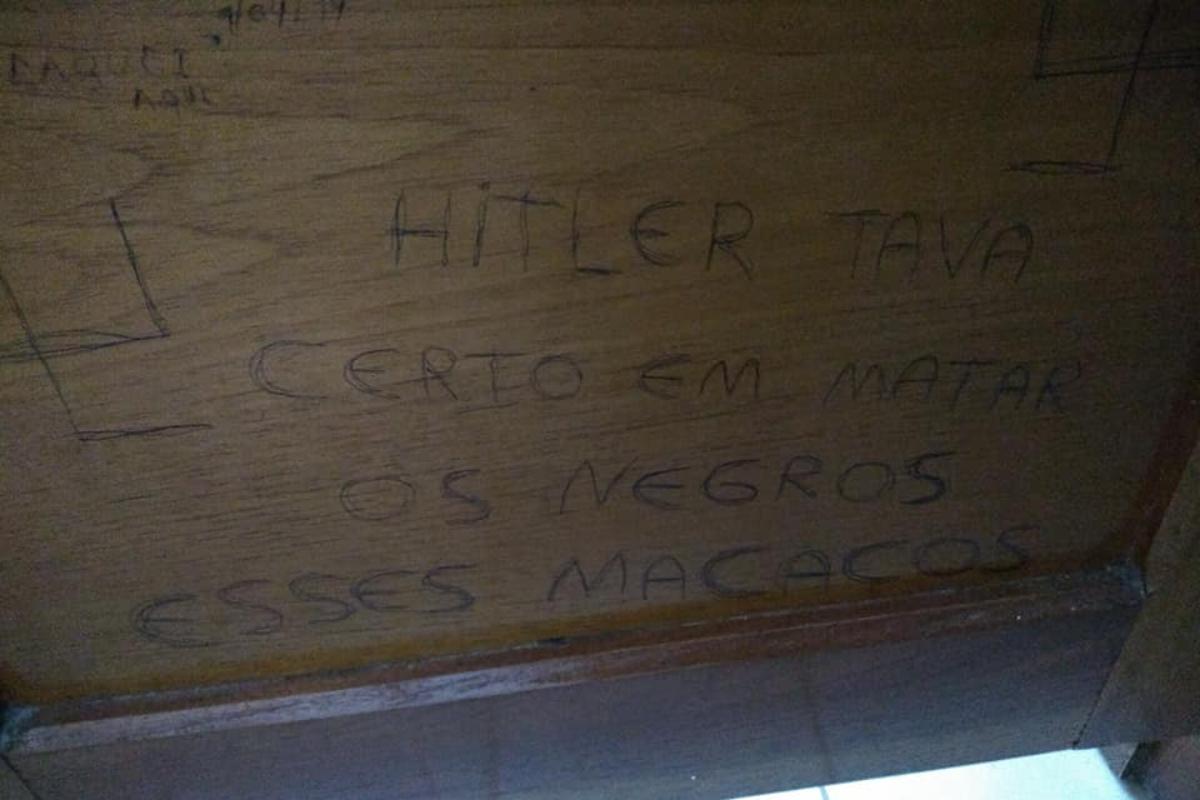 HITLER TAVA
CERTO EM MATAR
OS NEGROS
ESSES MACACOS